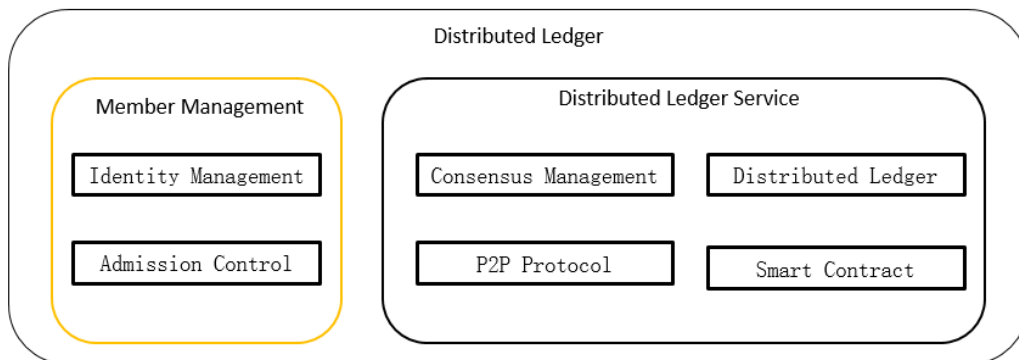 Distributed Ledger
Member Management
Identity Management
Admission Control
Distributed Ledger Service
Consensus Management
Distributed Ledger
P2P Protocol
Smart Contract